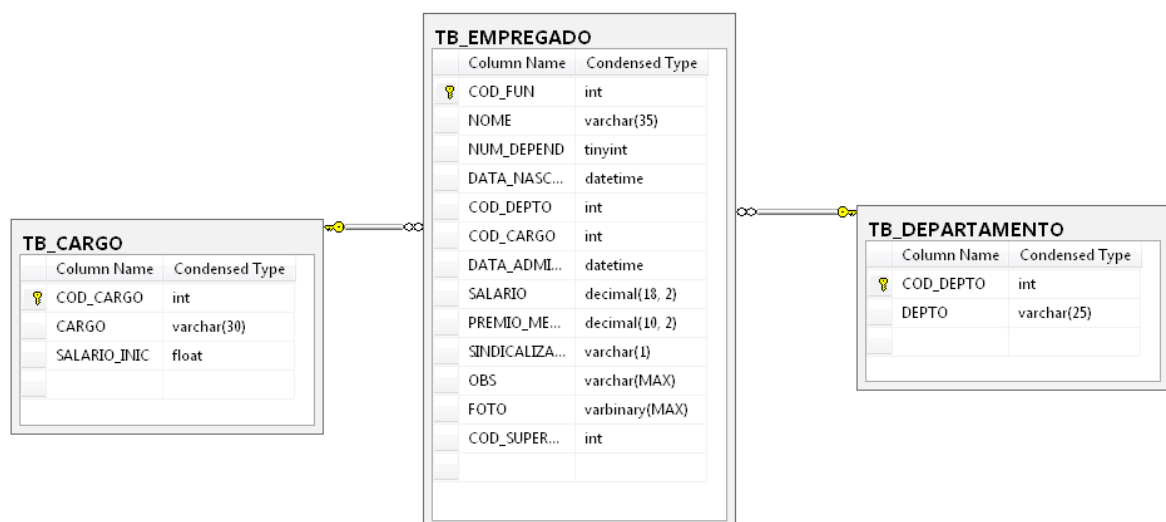 TB_EMPREGADO
Column Name Condensed Type
COD_FUN int
NOME varchar(35)
NUM_DEPEND tinyint
DATA_NASC... datetime
COD_DEPTO int
COD_CARGO int
DATA_ADMI... datetime
SALARIO decimal(18, 2)
PREMIO_ME... decimal(10, 2)
SINDICALIZA... varchar(1)
OBS varchar(MAX)
FOTO varbinary(MAX)
COD_SUPER... int
TB_CARGO
Column Name Condensed Type
COD_CARGO int
CARGO varchar(30)
SALARIO_INIC float
TB_DEPARTAMENTO
Column Name Condensed Type
COD_DEPTO int
DEPTO varchar(25)